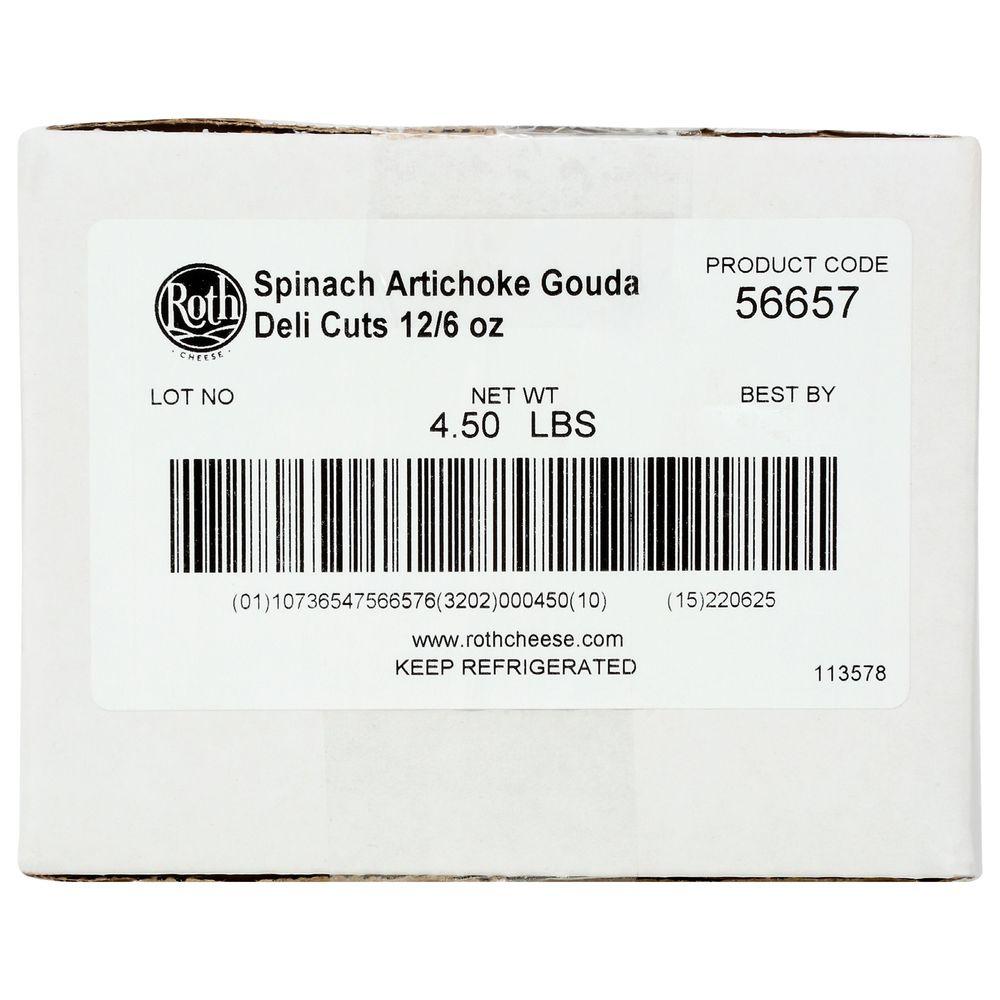 Roth
CHEESE
Spinach Artichoke Gouda
Deli Cuts 12/6 oz
PRODUCT CODE
56657
LOT NO
NET WT
4.50 LBS
BEST BY
(01)10736547566576(3202)000450(10) (15)220625
www.rothcheese.com
KEEP REFRIGERATED
113578